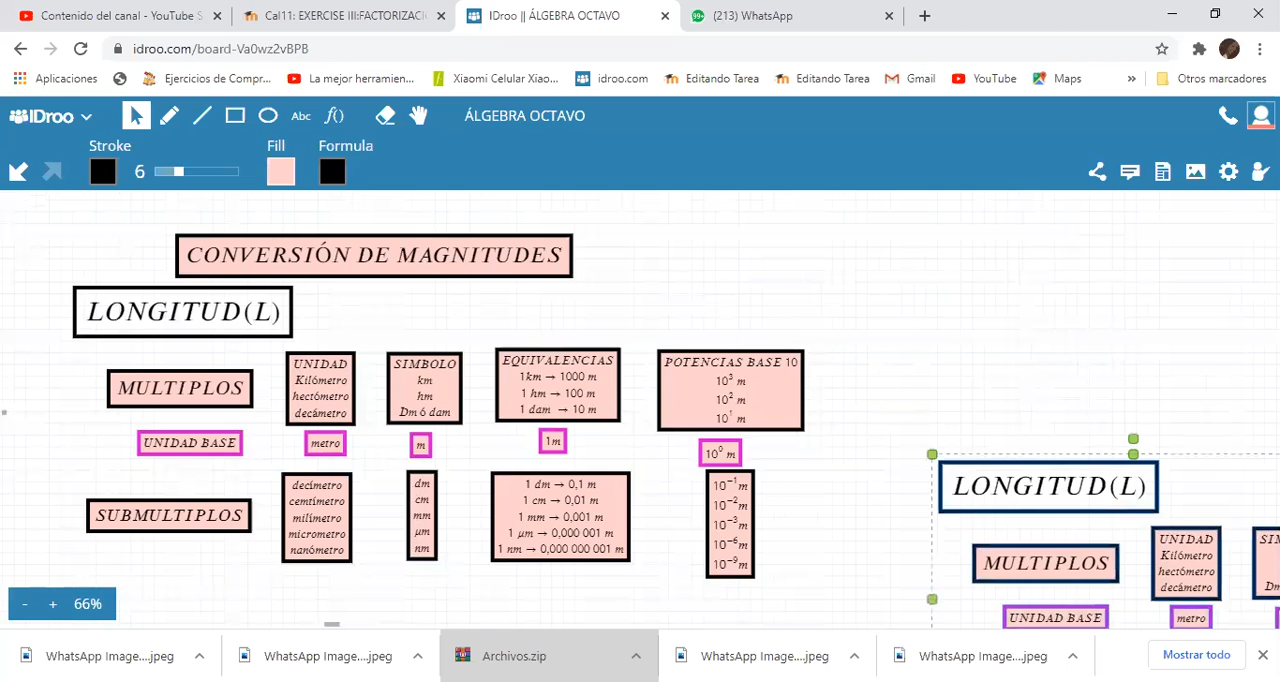 Contenido del canal - YouTube S
Cal11: EXERCISE III:FACTORIZACI
IDroo || ÁLGEBRA OCTAVO
(213) WhatsApp
idroo.com/board-Va0wz2vBPB
Aplicaciones
Ejercicios de Compr...
La mejor herramien...
Xiaomi Celular Xiao...
idroo.com
Editando Tarea
Editando Tarea
Gmail
YouTube
Maps
»
Otros marcadores
IDroo
Abc
f()
ÁLGEBRA OCTAVO
Stroke
6
Fill
Formula
CONVERSIÓN DE MAGNITUDES
LONGITUD(L)
MULTIPLOS
UNIDAD
Kilómetro
hectómetro
decámetro
SIMBOLO
km
hm
Dm ó dam
EQUIVALENCIAS
1km → 1000 m
1 hm → 100 m
1 dam → 10 m
POTENCIAS BASE 10
10³ m
10² m
10¹ m
UNIDAD BASE
metro
m
1m
10⁰ m
SUBMULTIPLOS
decímetro
centímetro
milímetro
micrometro
nanómetro
dm
cm
mm
μm
nm
1 dm → 0,1 m
1 cm → 0,01 m
1 mm → 0,001 m
1 μm → 0,000 001 m
1 nm → 0,000 000 001 m
10⁻¹m
10⁻²m
10⁻³m
10⁻⁶m
10⁻⁹m
LONGITUD(L)
MULTIPLOS
UNIDAD
Kilómetro
hectómetro
decámetro
SIM
Dm
UNIDAD BASE
metro
- + 66%
WhatsApp Image....jpeg
WhatsApp Image....jpeg
Archivos.zip
WhatsApp Image....jpeg
WhatsApp Image....jpeg
Mostrar todo